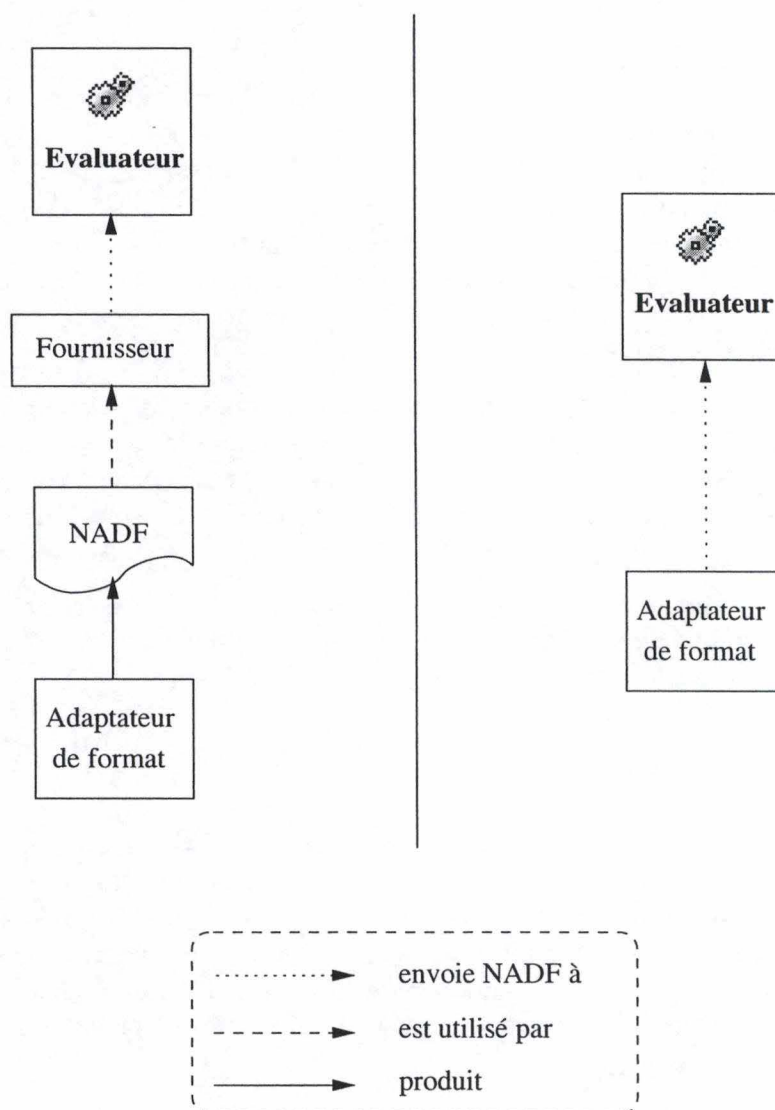 Evaluateur
Fournisseur
NADF
Adaptateur
de format
Evaluateur
Adaptateur
de format
envoie NADF à
est utilisé par
produit